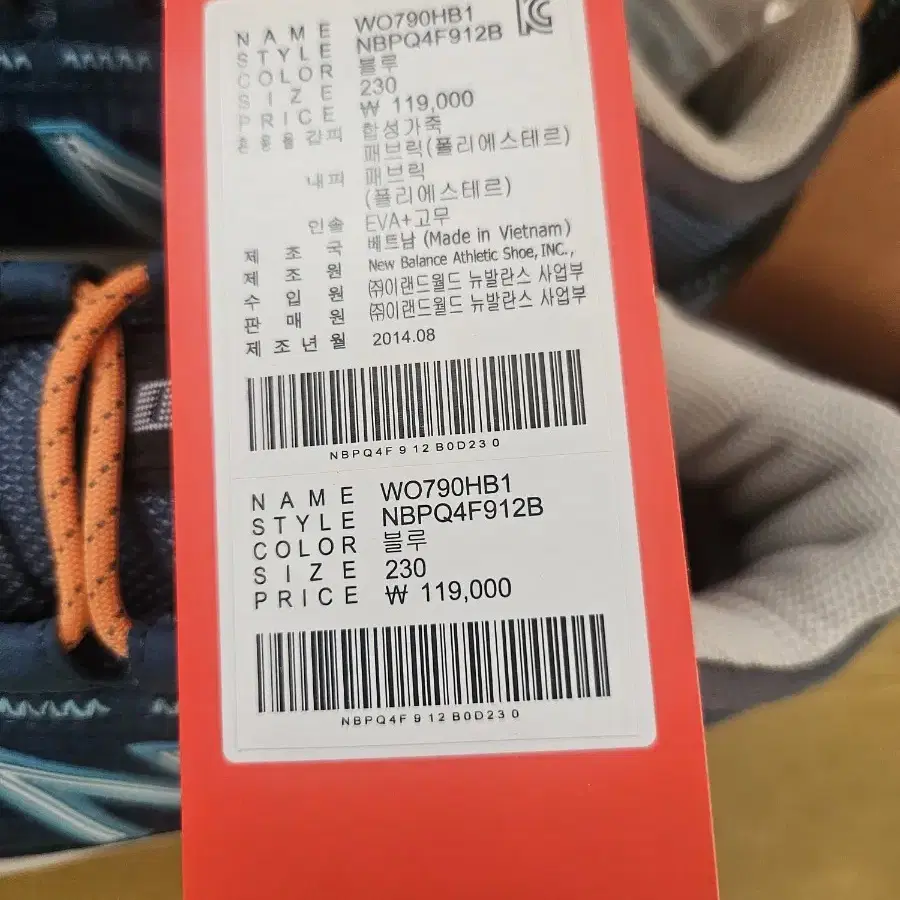 NAME WO790HB1
STYLE NBPQ4F912B
COLOR 블루
SIZE 230
PRICE ₩ 119,000
혼용율 겉피 합성가죽
패브릭(폴리에스테르)
내피 패브릭
(폴리에스테르)
인솔 EVA+고무
제조국 베트남 (Made in Vietnam)
제조원 New Balance Athletic Shoe, INC.,
수입원 ㈜이랜드월드 뉴발란스 사업부
판매원 ㈜이랜드월드 뉴발란스 사업부
제조년월 2014.08
NBPQ4F912B0D230
NAME WO790HB1
STYLE NBPQ4F912B
COLOR 블루
SIZE 230
PRICE ₩ 119,000
NBPQ4F912B0D230